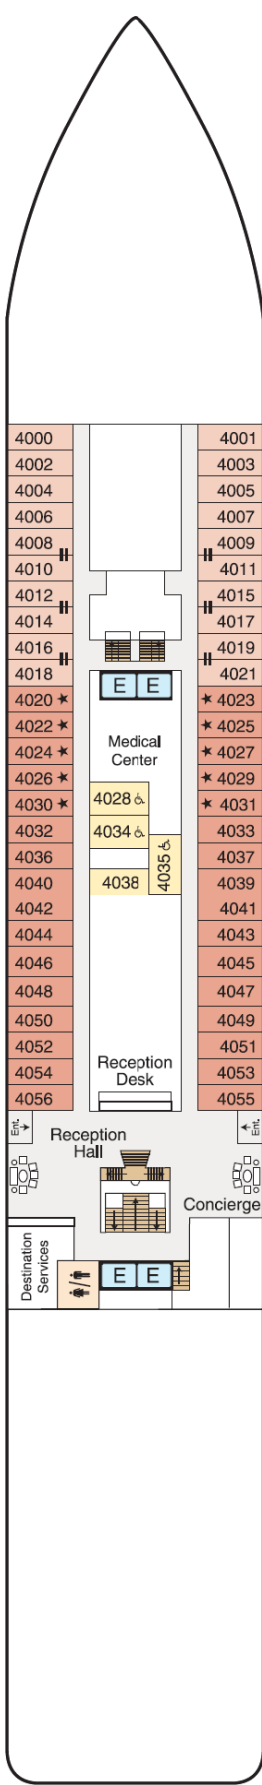 4000 4001
4002 4003
4004 4005
4006 4007
4008 4009
4010 4011
4012 4015
4014 4017
4016 4019
4018 4021
E E
4020 ★ ★ 4023
4022 ★ ★ 4025
4024 ★ Medical ★ 4027
Center
4026 ★ ★ 4029
4030 ★ 4028 ★ 4031
4032 4034 4033
4036 4035 4037
4040 4038 4039
4042 4041
4044 4043
4046 4045
4048 4047
4050 4049
4052 4051
4054 Reception 4053
Desk
4056 4055
Ent. Ent.
Reception
Hall
Concierge
Destination
Services
E E